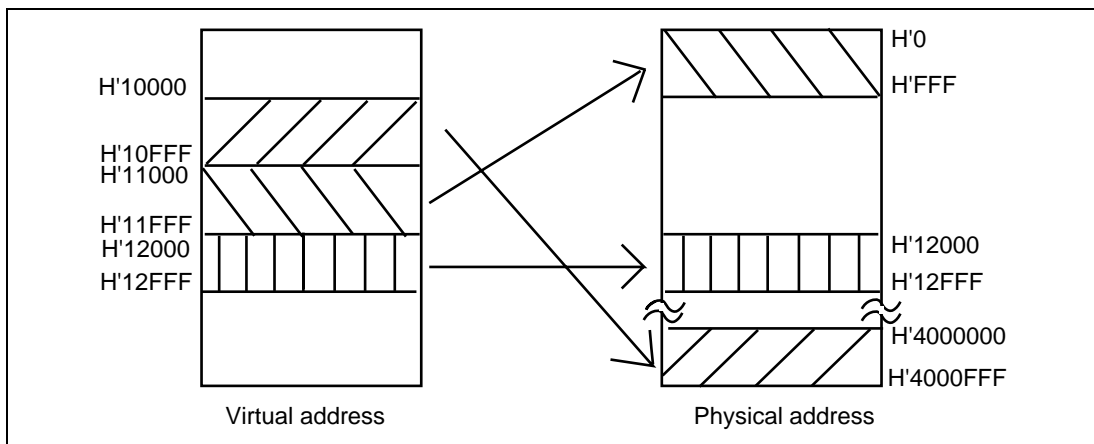 H'10000
H'10FFF
H'11000
H'11FFF
H'12000
H'12FFF
Virtual address
H'0
H'FFF
H'12000
H'12FFF
H'4000000
H'4000FFF
Physical address